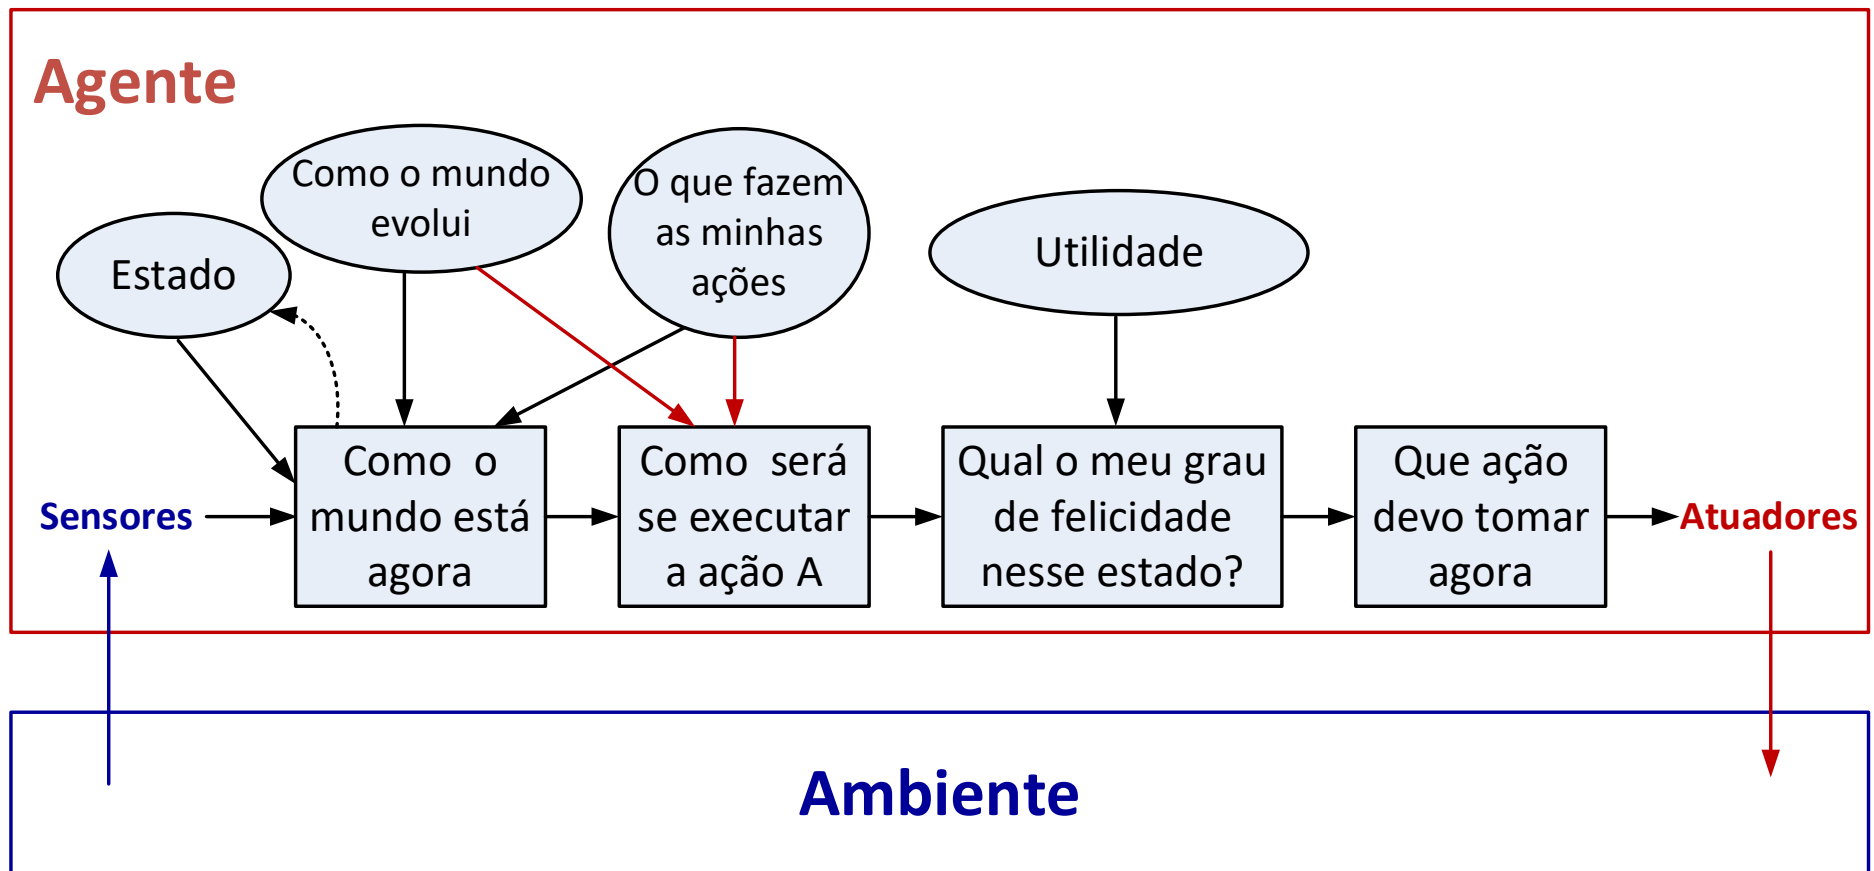 Agente
Como o mundo
evolui
O que fazem
as minhas
ações
Estado
Utilidade
Sensores
Como o
mundo está
agora
Como será
se executar
a ação A
Qual o meu grau
de felicidade
nesse estado?
Que ação
devo tomar
agora
Atuadores
Ambiente